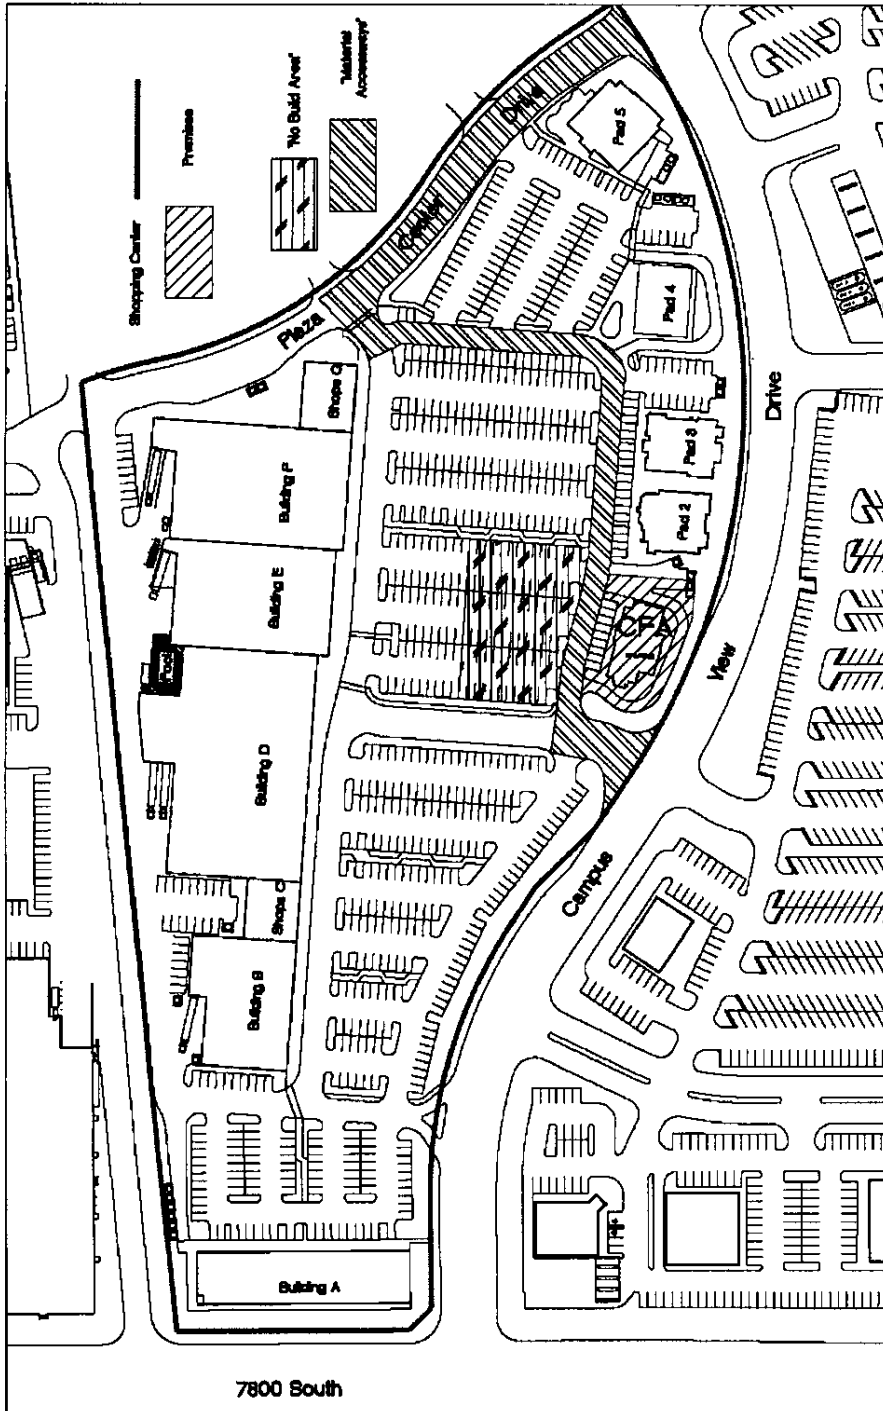 Shopping Center
Premises
"No Build Area"
"Material
Accessways"
Plaza
Center
Drive
Pad 5
Pad 4
Pad 3
Pad 2
CFA
Shops G
Building F
Building E
Building D
Shops C
Building B
Building A
Campus
View
Drive
7800 South